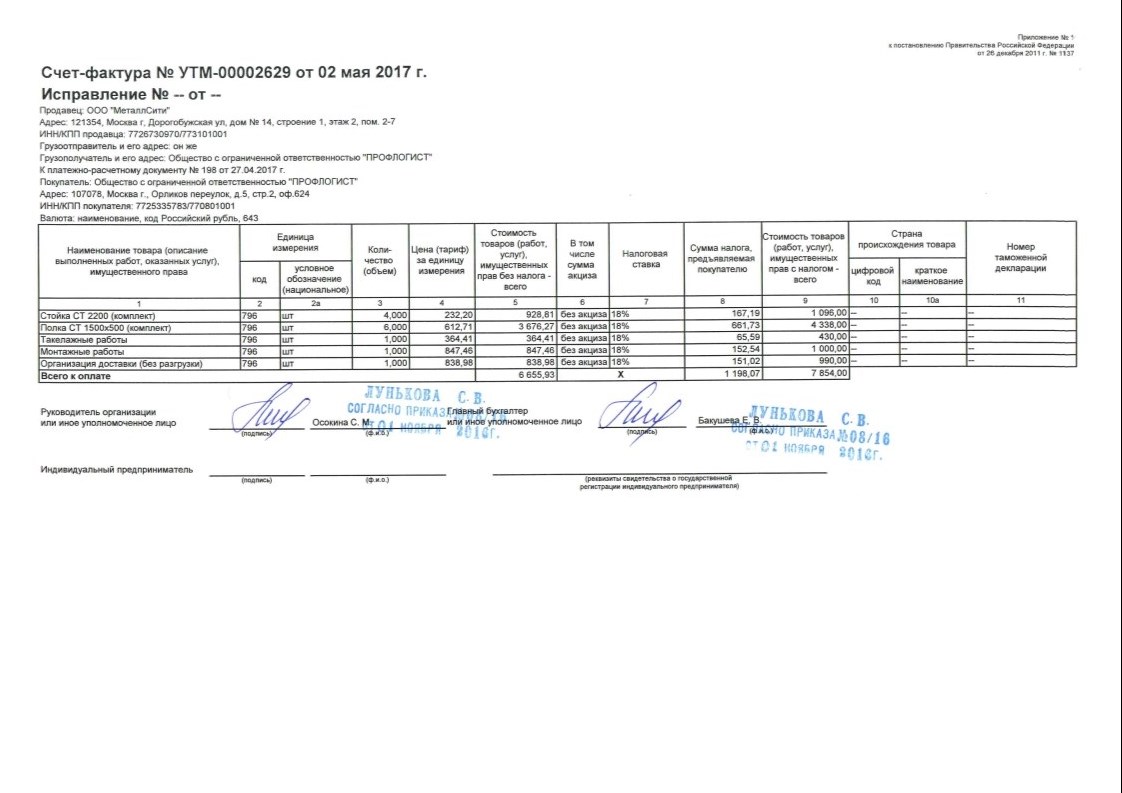 Приложение № 1
к постановлению Правительства Российской Федерации
от 26 декабря 2011 г. № 1137
Счет-фактура № УТМ-00002629 от 02 мая 2017 г.
Исправление № -- от --
Продавец: ООО "МеталлСити"
Адрес: 121354, Москва г, Дорогобужская ул, дом № 14, строение 1, этаж 2, пом. 2-7
ИНН/КПП продавца: 7726730970/773101001
Грузоотправитель и его адрес: он же
Грузополучатель и его адрес: Общество с ограниченной ответственностью "ПРОФЛОГИСТ"
К платежно-расчетному документу № 198 от 27.04.2017 г.
Покупатель: Общество с ограниченной ответственностью "ПРОФЛОГИСТ"
Адрес: 107078, Москва г., Орликов переулок, д.5, стр.2, оф.624
ИНН/КПП покупателя: 7725335783/770801001
Валюта: наименование, код Российский рубль, 643
Наименование товара (описание выполненных работ, оказанных услуг), имущественного права
Единица измерения
код
условное обозначение (национальное)
Коли-чество (объем)
Цена (тариф) за единицу измерения
Стоимость товаров (работ, услуг), имущественных прав без налога - всего
В том числе сумма акциза
Налоговая ставка
Сумма налога, предъявляемая покупателю
Стоимость товаров (работ, услуг), имущественных прав с налогом - всего
Страна происхождения товара
цифровой код
краткое наименование
Номер таможенной декларации
1 2 2а 3 4 5 6 7 8 9 10 10а 11
Стойка СТ 2200 (комплект) 796 шт 4,000 232,20 928,81 без акциза 18% 167,19 1 096,00 -- -- --
Полка СТ 1500х500 (комплект) 796 шт 6,000 612,71 3 676,27 без акциза 18% 661,73 4 338,00 -- -- --
Такелажные работы 796 шт 1,000 364,41 364,41 без акциза 18% 65,59 430,00 -- -- --
Монтажные работы 796 шт 1,000 847,46 847,46 без акциза 18% 152,54 1 000,00 -- -- --
Организация доставки (без разгрузки) 796 шт 1,000 838,98 838,98 без акциза 18% 151,02 990,00 -- -- --
Всего к оплате 6 655,93 Х 1 198,07 7 854,00
Руководитель организации
или иное уполномоченное лицо
(подпись)
Осокина С. М.
(ф.и.о.)
ЛУНЬКОВА С. В.
СОГЛАСНО ПРИКАЗА №08/16
ОТ 01 НОЯБРЯ 2016г.
Главный бухгалтер
или иное уполномоченное лицо
(подпись)
Бакушева Е. В.
(ф.и.о.)
ЛУНЬКОВА С. В.
СОГЛАСНО ПРИКАЗА №08/16
ОТ 01 НОЯБРЯ 2016г.
Индивидуальный предприниматель
(подпись)
(ф.и.о.)
(реквизиты свидетельства о государственной
регистрации индивидуального предпринимателя)